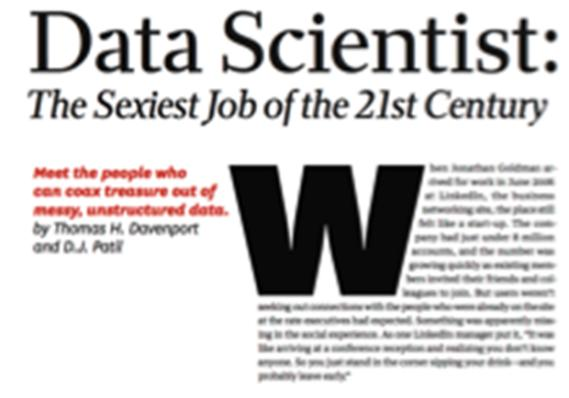 Data Scientist:
The Sexiest Job of the 21st Century
Meet the people who
can coax treasure out of
messy, unstructured data.
by Thomas H. Davenport
and D.J. Patil
W
hen Jonathan Goldman ar-
rived for work in June 2006
at LinkedIn, the business
networking site, the place still
felt like a start-up. The com-
pany had just under 8 million
accounts, and the number was
growing quickly as existing mem-
bers invited their friends and col-
leagues to join. But users weren't
seeking out connections with the people who were already on the site
at the rate executives had expected. Something was apparently miss-
ing in the social experience. As one LinkedIn manager put it, "It was
like arriving at a conference reception and realizing you don't know
anyone. So you just stand in the corner sipping your drink—and you
probably leave early."